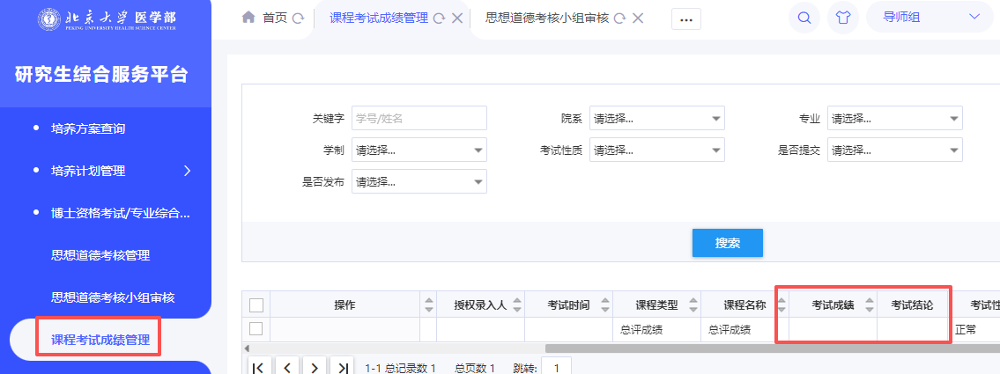 北京大学医学部
PEKING UNIVERSITY HEALTH SCIENCE CENTER
首页
课程考试成绩管理
思想道德考核小组审核
...
导师组
研究生综合服务平台
培养方案查询
培养计划管理
博士资格考试/专业综合...
思想道德考核管理
思想道德考核小组审核
课程考试成绩管理
关键字 学号/姓名 院系 请选择... 专业 请选择...
学制 请选择... 考试性质 请选择... 是否提交 请选择...
是否发布 请选择...
搜索
操作 授权录入人 考试时间 课程类型 课程名称 考试成绩 考试结论 考试性
总评成绩 总评成绩 正常
1-1 总记录数 1 总页数 1 跳转: 1